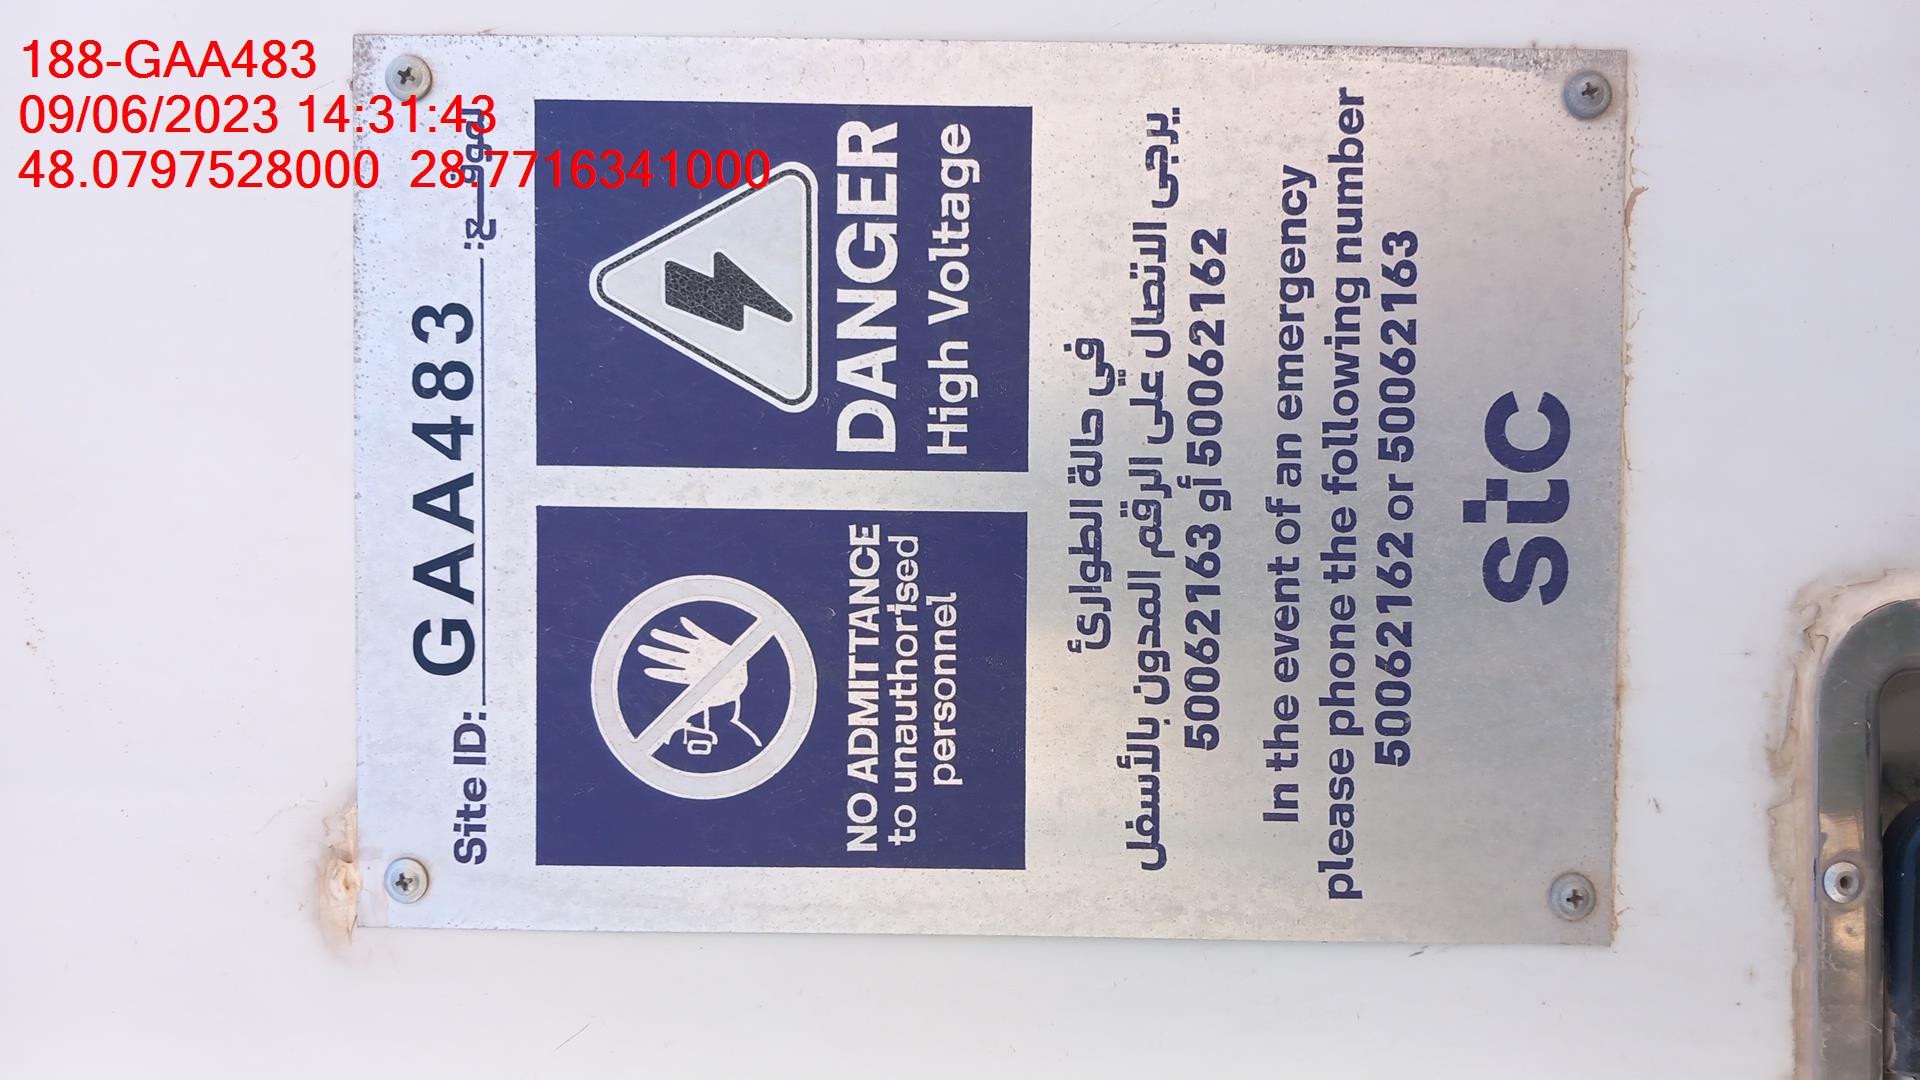 188-GAA483
09/06/2023 14:31:43
48.0797528000 28.7716341000
Site ID: GAA483 :الموقـــع
NO ADMITTANCE
to unauthorised
personnel
DANGER
High Voltage
في حالة الطوارئ
يرجى الاتصال على الرقم المدون بالأسفل
50062163 أو 50062162
In the event of an emergency
please phone the following number
50062162 or 50062163
stc